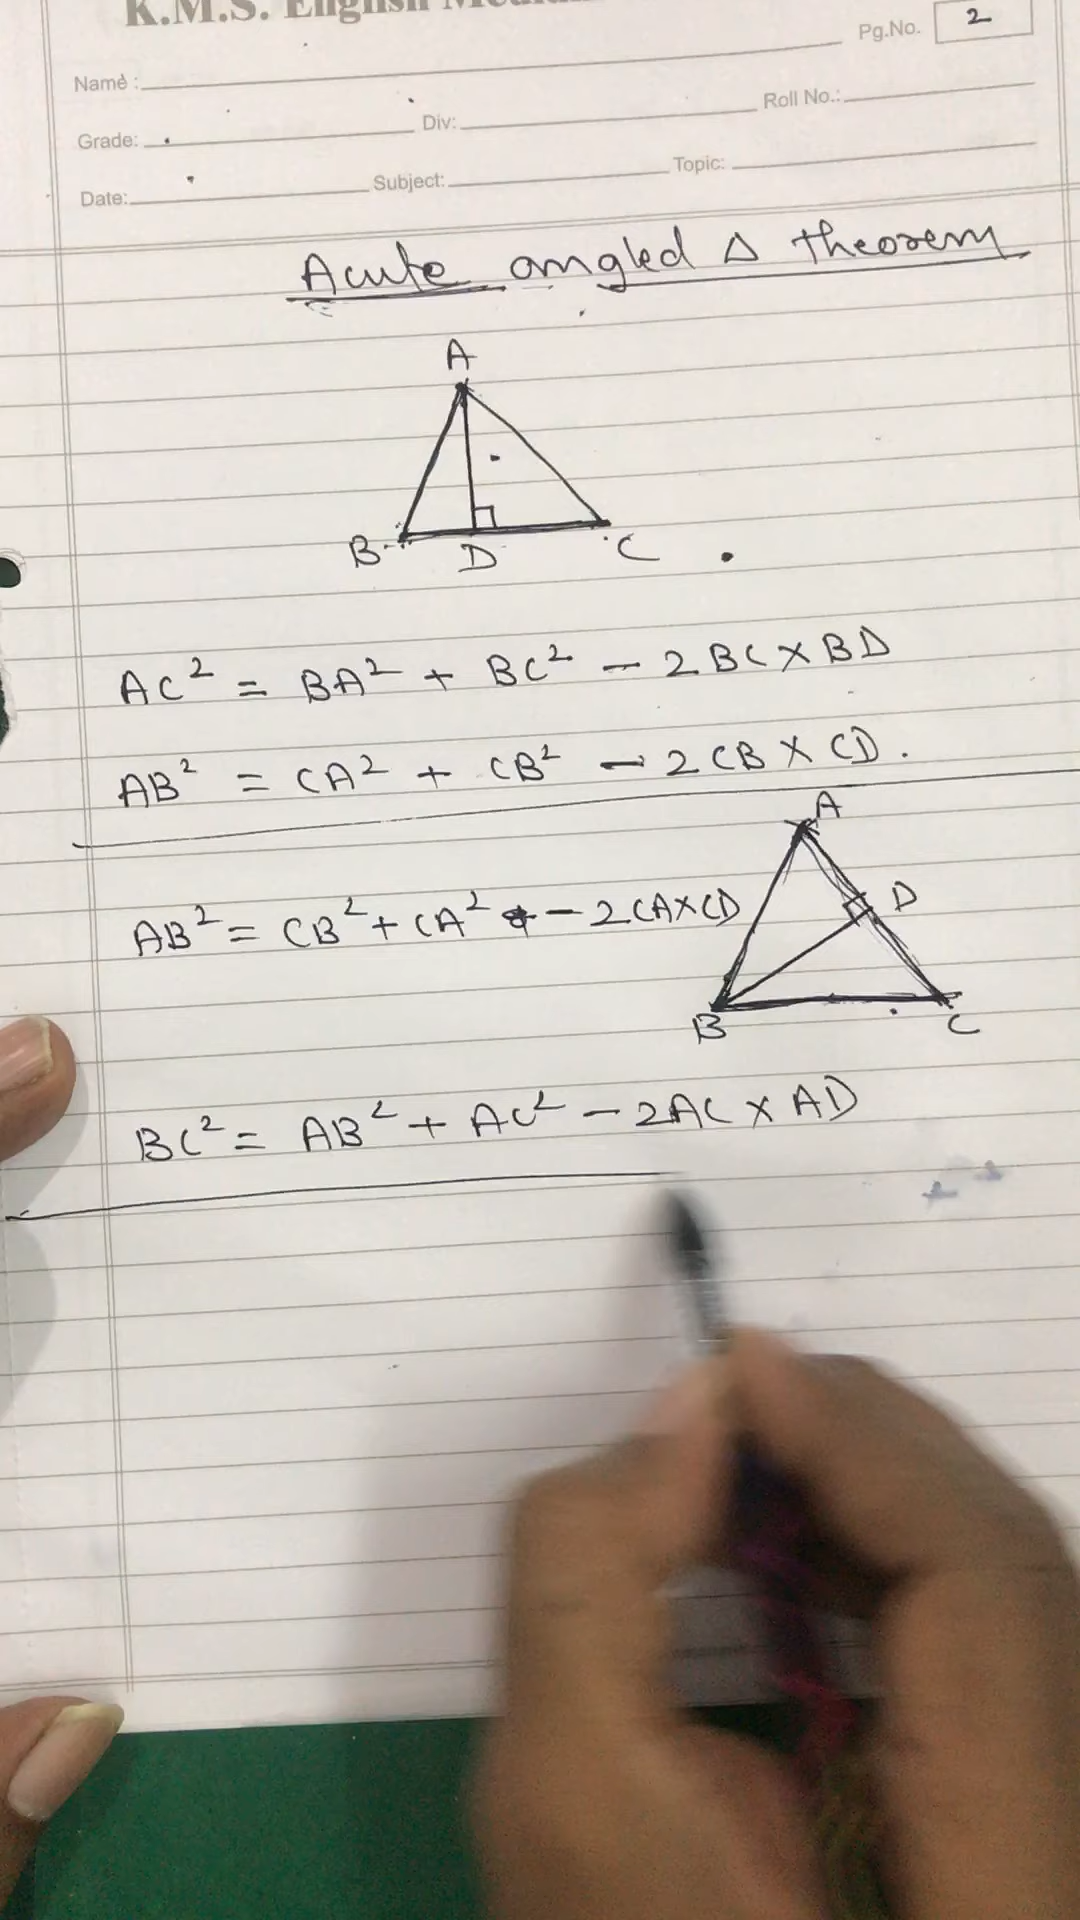 K.M.S. English
Pg.No. 2
Name :
Roll No.:
Grade:
Div:
Date:
Subject:
Topic:
Acute angled Δ theorem
A
B D C
AC² = BA² + BC² - 2BC×BD
AB² = CA² + CB² - 2CB × CD.
A
AB² = CB² + CA² - 2CA×CD
D
B C
BC² = AB² + AC² - 2AC × AD